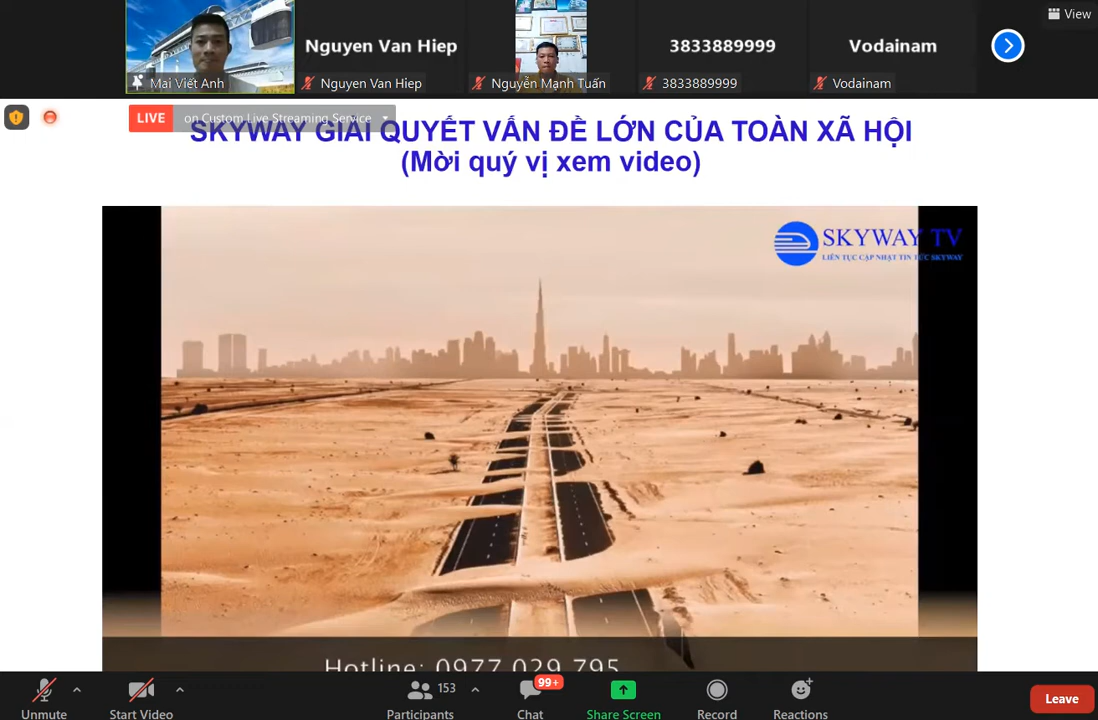 Nguyen Van Hiep
3833889999
Vodainam
View
Mai Viết Anh
Nguyen Van Hiep
Nguyễn Mạnh Tuấn
3833889999
Vodainam
LIVE
on Custom Live Streaming Service
SKYWAY GIẢI QUYẾT VẤN ĐỀ LỚN CỦA TOÀN XÃ HỘI
(Mời quý vị xem video)
SKYWAY TV
LIÊN TỤC CẬP NHẬT TIN TỨC SKYWAY
Hotline: 0977 029 795
153
99+
Unmute
Start Video
Participants
Chat
Share Screen
Record
Reactions
Leave